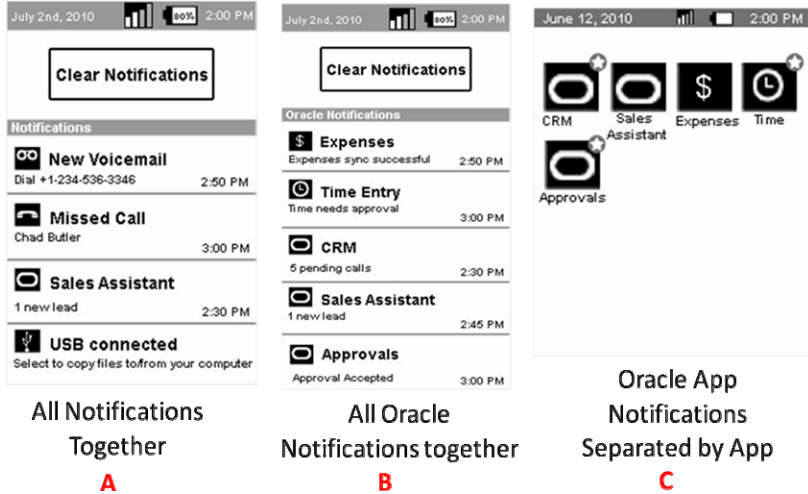 July 2nd, 2010 80% 2:00 PM
Clear Notifications
Notifications
New Voicemail
Dial +1-234-536-3346 2:50 PM
Missed Call
Chad Butler
3:00 PM
Sales Assistant
1 new lead 2:30 PM
USB connected
Select to copy files to/from your computer
All Notifications
Together
A
July 2nd, 2010 80% 2:00 PM
Clear Notifications
Oracle Notifications
$ Expenses
Expenses sync successful 2:50 PM
Time Entry
Time needs approval
3:00 PM
CRM
5 pending calls 2:30 PM
Sales Assistant
1 new lead
2:45 PM
Approvals
Approval Accepted 3:00 PM
All Oracle
Notifications together
B
June 12, 2010 2:00 PM
$
CRM Sales Assistant Expenses Time
Approvals
Oracle App
Notifications
Separated by App
C